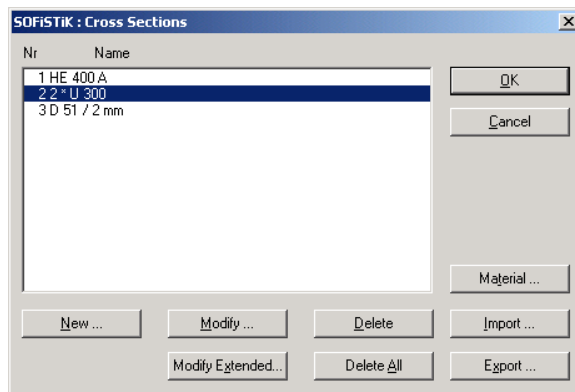 SOFiSTiK : Cross Sections
Nr Name
1 HE 400 A
2 2 * U 300
3 D 51 / 2 mm
OK
Cancel
Material ...
New ... Modify ... Delete Import ...
Modify Extended... Delete All Export ...